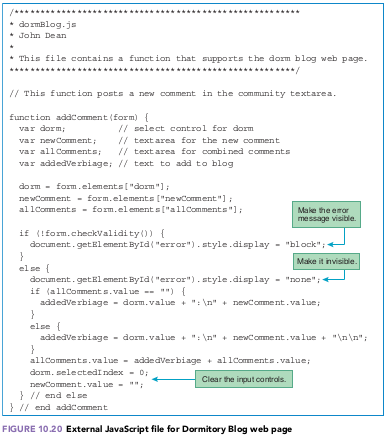 /*******************************************************
* dormBlog.js
* John Dean
*
* This file contains a function that supports the dorm blog web page.
*******************************************************/

// This function posts a new comment in the community textarea.

function addComment(form) {
  var dorm;          // select control for dorm
  var newComment;    // textarea for the new comment
  var allComments;   // textarea for combined comments
  var addedVerbiage; // text to add to blog

  dorm = form.elements["dorm"];
  newComment = form.elements["newComment"];
  allComments = form.elements["allComments"];

  if (!form.checkValidity()) {
Make the error
message visible.
    document.getElementById("error").style.display = "block";
  }
  else {
Make it invisible.
    document.getElementById("error").style.display = "none";
    if (allComments.value == "") {
      addedVerbiage = dorm.value + ":\n" + newComment.value;
    }
    else {
      addedVerbiage = dorm.value + ":\n" + newComment.value + "\n\n";
    }
    allComments.value = addedVerbiage + allComments.value;
    dorm.selectedIndex = 0;
    newComment.value = "";
Clear the input controls.
  } // end else
} // end addComment
FIGURE 10.20 External JavaScript file for Dormitory Blog web page